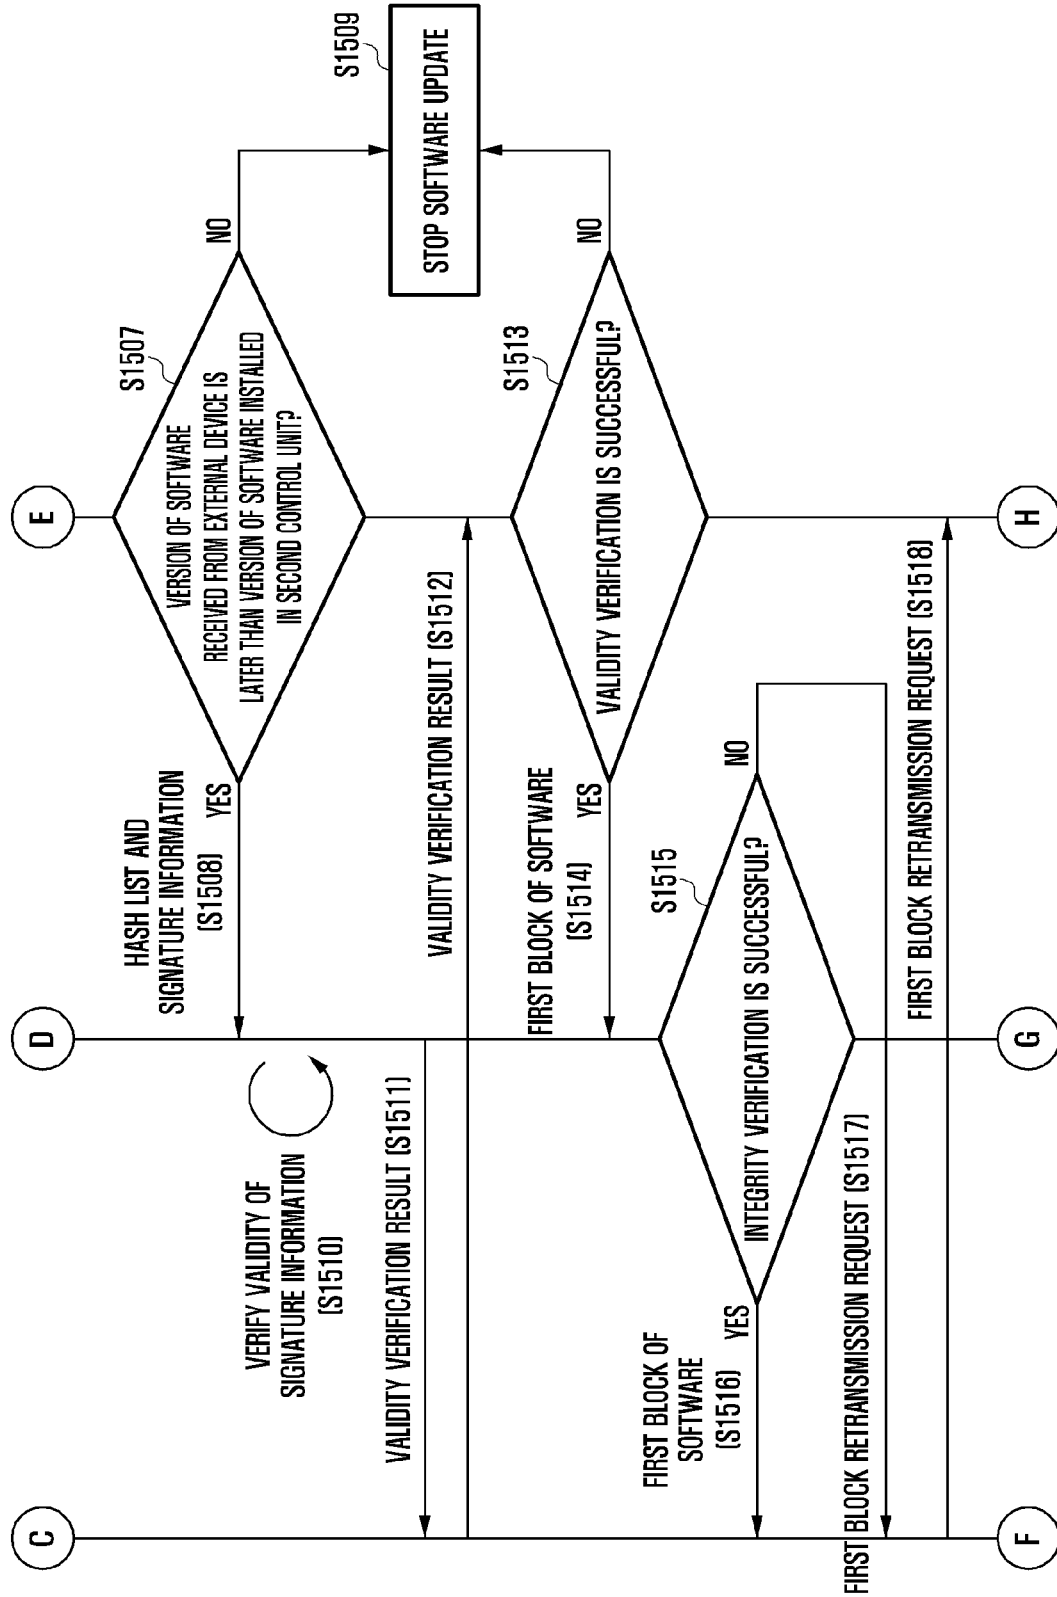 C
D
E
VERSION OF SOFTWARE
RECEIVED FROM EXTERNAL DEVICE IS
LATER THAN VERSION OF SOFTWARE INSTALLED
IN SECOND CONTROL UNIT?
S1507
NO
YES
HASH LIST AND
SIGNATURE INFORMATION
(S1508)
S1509
STOP SOFTWARE UPDATE
VERIFY VALIDITY OF
SIGNATURE INFORMATION
(S1510)
VALIDITY VERIFICATION RESULT (S1511)
VALIDITY VERIFICATION RESULT (S1512)
S1513
VALIDITY VERIFICATION IS SUCCESSFUL?
NO
YES
FIRST BLOCK OF SOFTWARE
(S1514)
S1515
INTEGRITY VERIFICATION IS SUCCESSFUL?
NO
YES
FIRST BLOCK OF
SOFTWARE
(S1516)
FIRST BLOCK RETRANSMISSION REQUEST (S1517)
FIRST BLOCK RETRANSMISSION REQUEST (S1518)
F
G
H